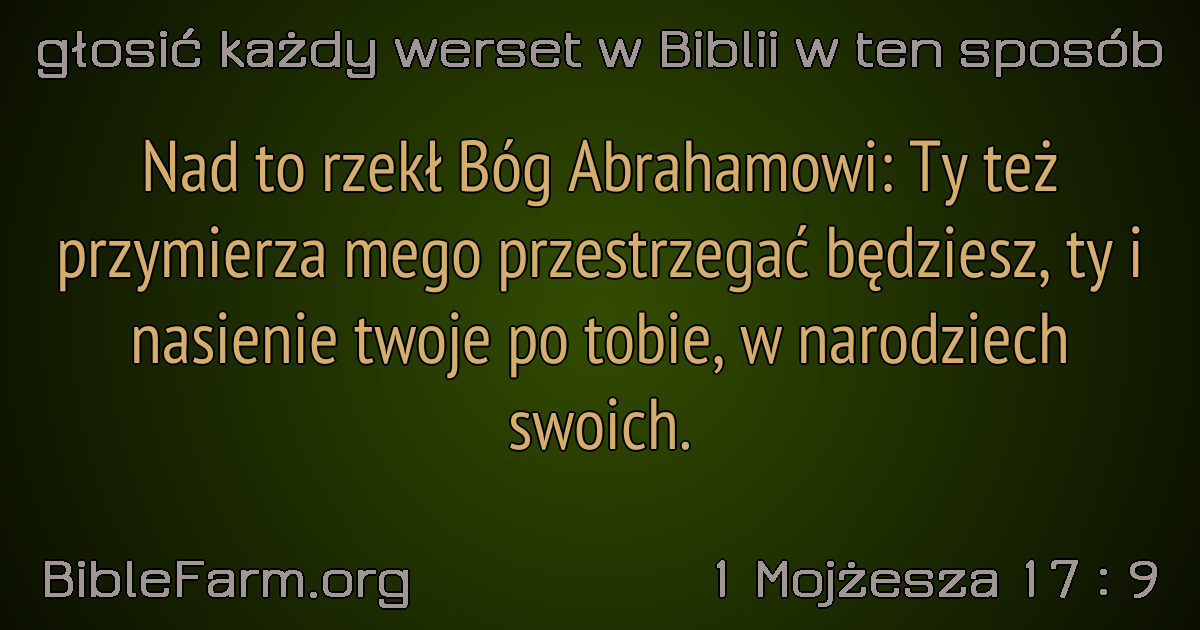 głosić każdy werset w Biblii w ten sposób
Nad to rzekł Bóg Abrahamowi: Ty też
przymierza mego przestrzegać będziesz, ty i
nasienie twoje po tobie, w narodziech
swoich.
BibleFarm.org
1 Mojżesza 17 : 9